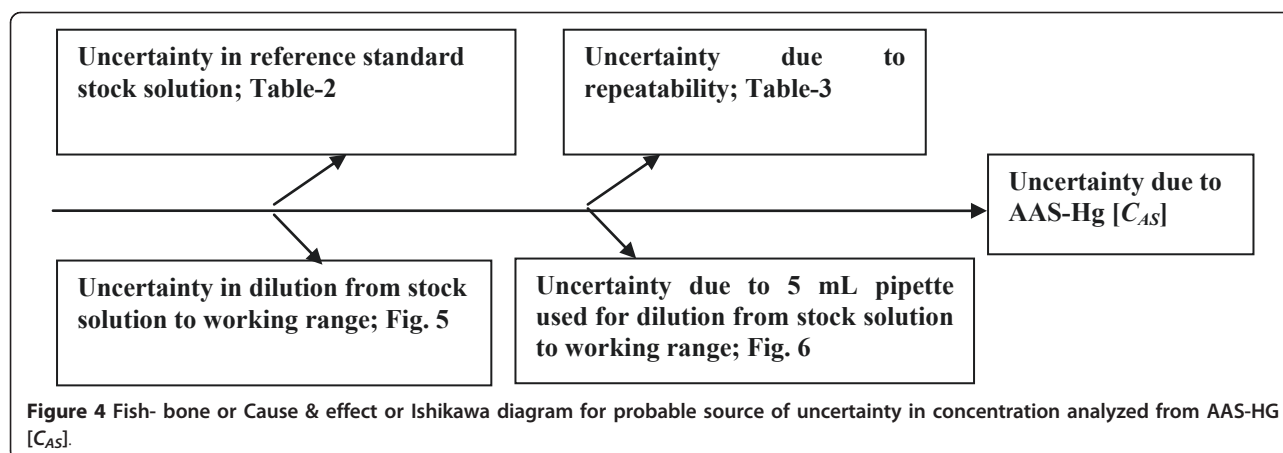 Uncertainty in reference standard
stock solution; Table-2
Uncertainty due to
repeatability; Table-3
Uncertainty due to
AAS-Hg [C_AS]
Uncertainty in dilution from stock
solution to working range; Fig. 5
Uncertainty due to 5 mL pipette
used for dilution from stock solution
to working range; Fig. 6
Figure 4 Fish- bone or Cause & effect or Ishikawa diagram for probable source of uncertainty in concentration analyzed from AAS-HG
[C_AS].